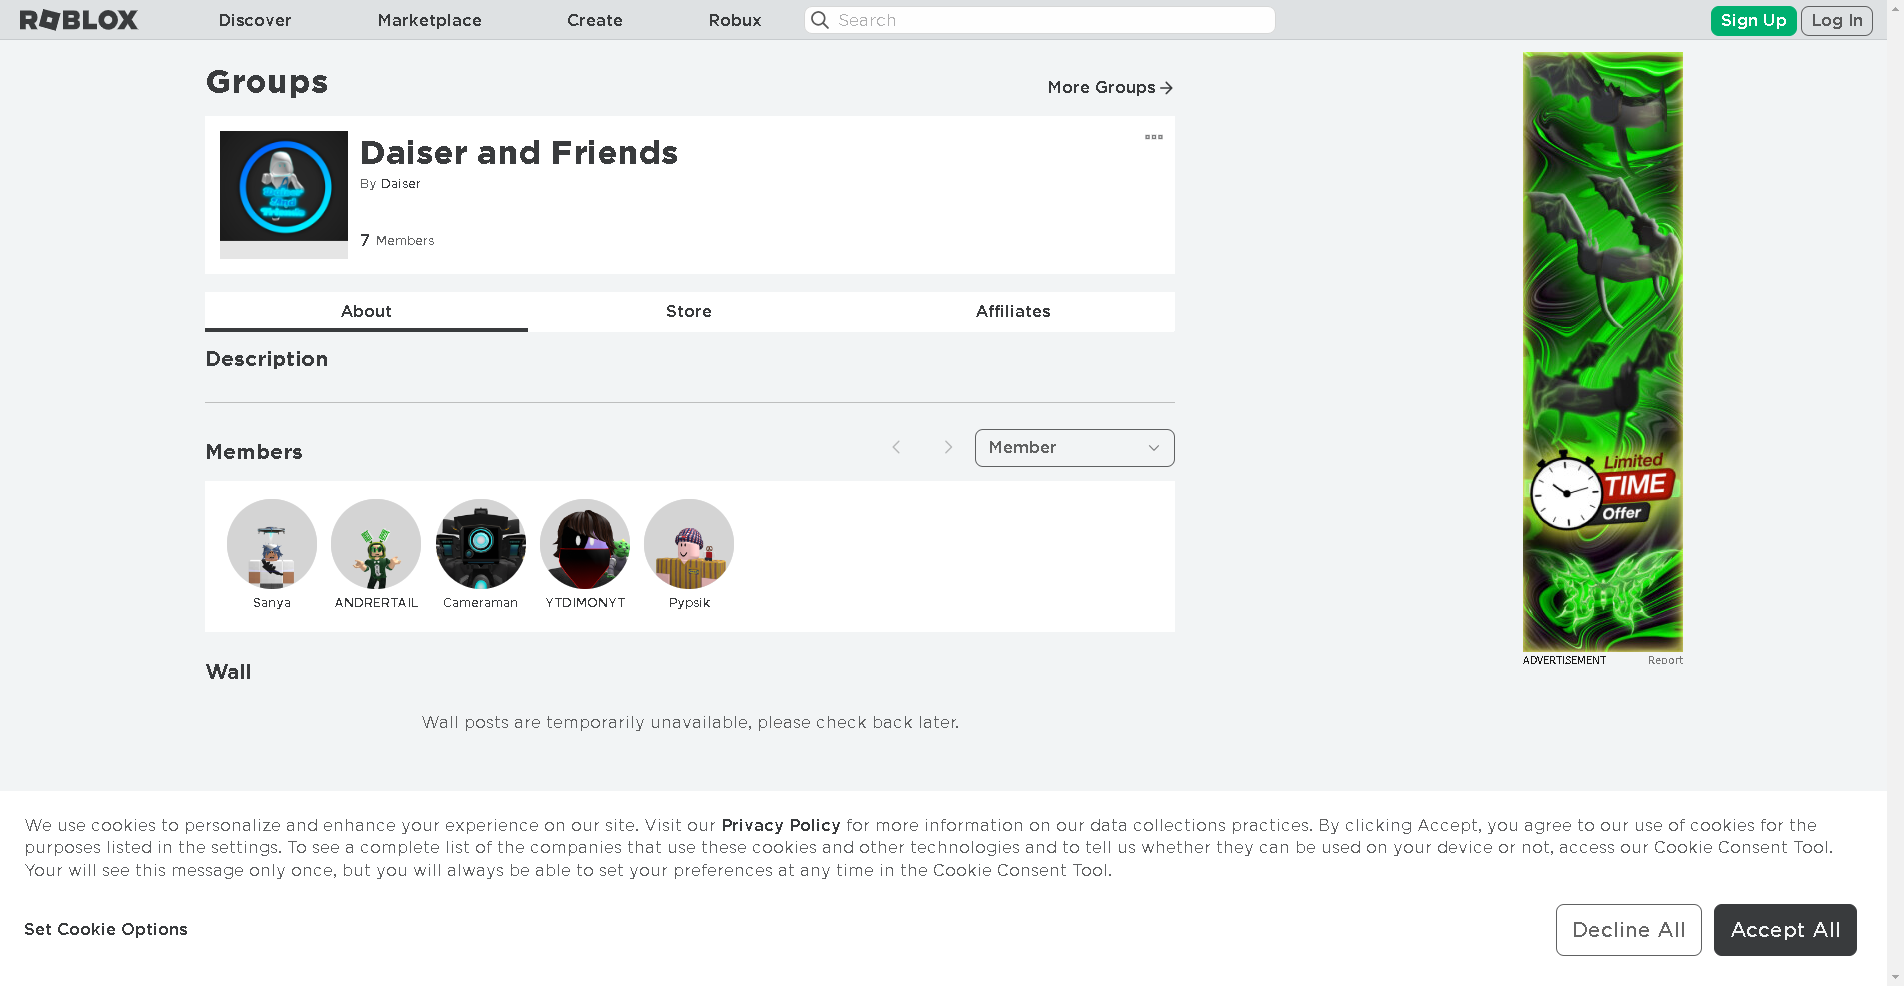 ROBLOX
Discover
Marketplace
Create
Robux
Search
Sign Up
Log In
Groups
More Groups
Daiser and Friends
By Daiser
7 Members
About
Store
Affiliates
Description
Members
Member
Sanya
ANDRERTAIL
Cameraman
YTDIMONYT
Pypsik
Limited
TIME
Offer
ADVERTISEMENT
Report
Wall
Wall posts are temporarily unavailable, please check back later.
We use cookies to personalize and enhance your experience on our site. Visit our Privacy Policy for more information on our data collections practices. By clicking Accept, you agree to our use of cookies for the
purposes listed in the settings. To see a complete list of the companies that use these cookies and other technologies and to tell us whether they can be used on your device or not, access our Cookie Consent Tool.
Your will see this message only once, but you will always be able to set your preferences at any time in the Cookie Consent Tool.
Set Cookie Options
Decline All
Accept All